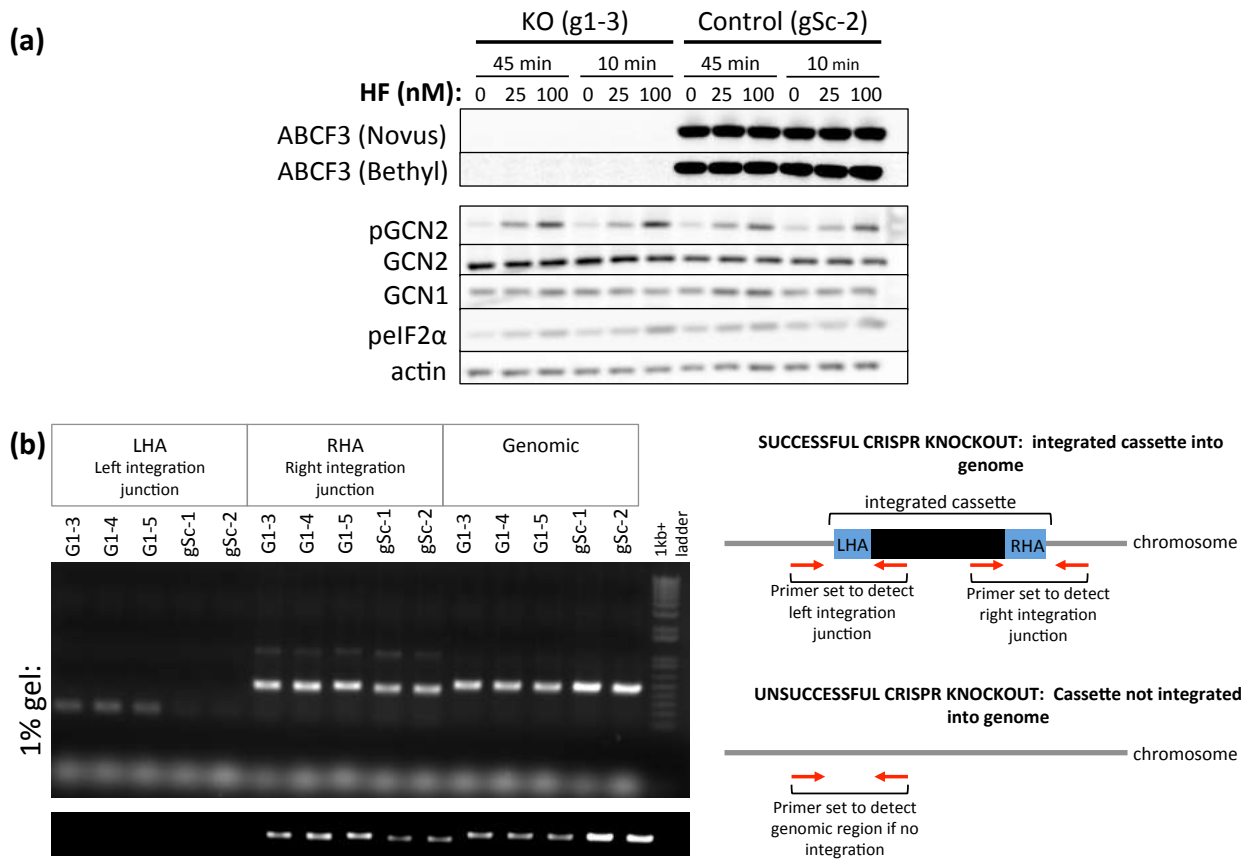 (a)
KO (g1-3) Control (gSc-2)
45 min 10 min 45 min 10 min
HF (nM): 0 25 100 0 25 100 0 25 100 0 25 100
ABCF3 (Novus)
ABCF3 (Bethyl)
pGCN2
GCN2
GCN1
peIF2α
actin
(b)
LHA
Left integration
junction
RHA
Right integration
junction
Genomic
G1-3 G1-4 G1-5 gSc-1 gSc-2 G1-3 G1-4 G1-5 gSc-1 gSc-2 G1-3 G1-4 G1-5 gSc-1 gSc-2 1kb+
ladder
1% gel:
SUCCESSFUL CRISPR KNOCKOUT: integrated cassette into
genome
integrated cassette
LHA RHA chromosome
Primer set to detect
left integration
junction
Primer set to detect
right integration
junction
UNSUCCESSFUL CRISPR KNOCKOUT: Cassette not integrated
into genome
chromosome
Primer set to detect
genomic region if no
integration